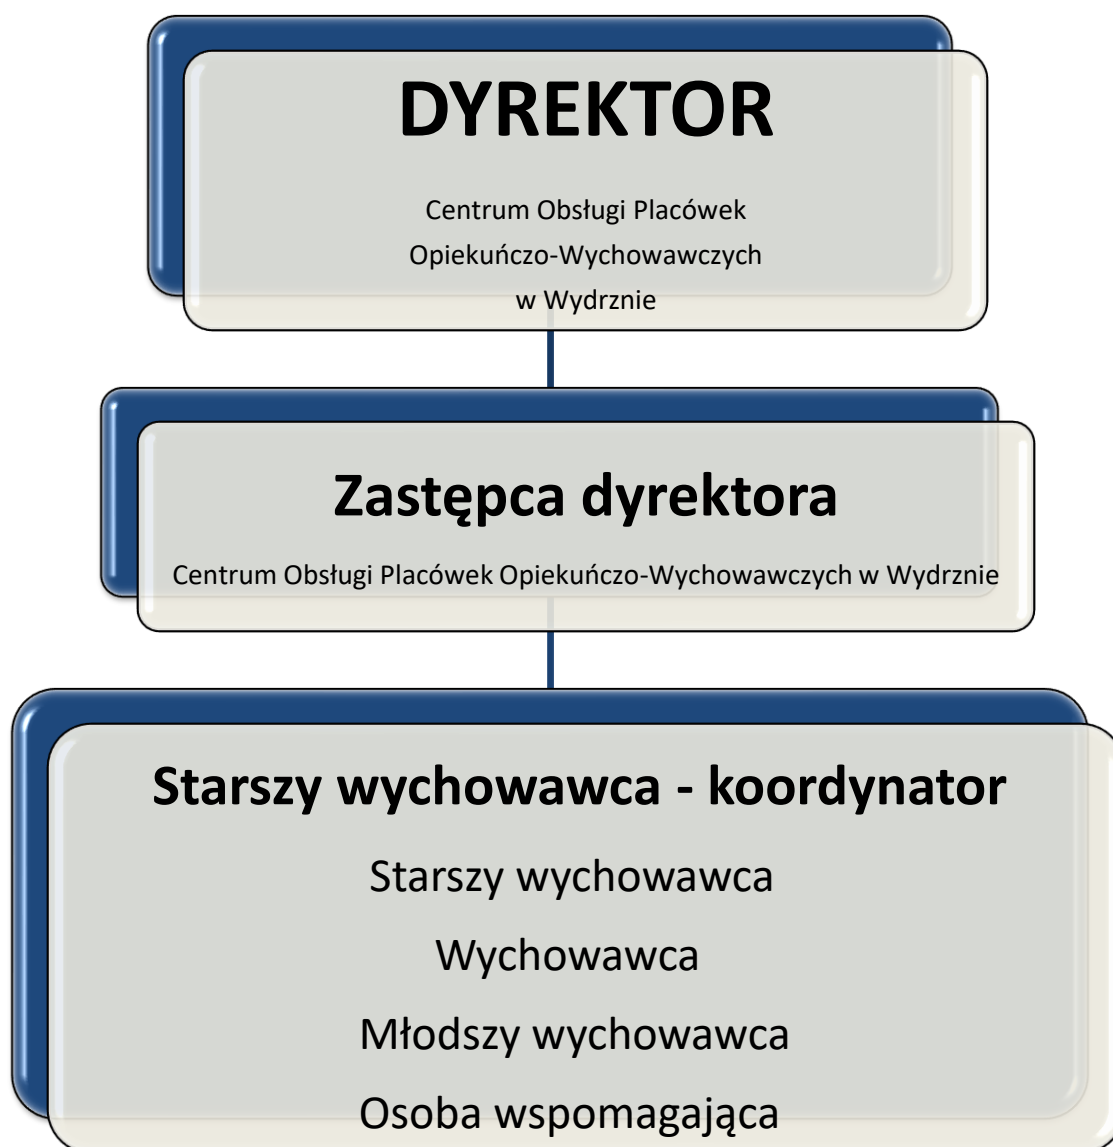 DYREKTOR
Centrum Obsługi Placówek
Opiekuńczo-Wychowawczych
w Wydrznie
Zastępca dyrektora
Centrum Obsługi Placówek Opiekuńczo-Wychowawczych w Wydrznie
Starszy wychowawca - koordynator
Starszy wychowawca
Wychowawca
Młodszy wychowawca
Osoba wspomagająca